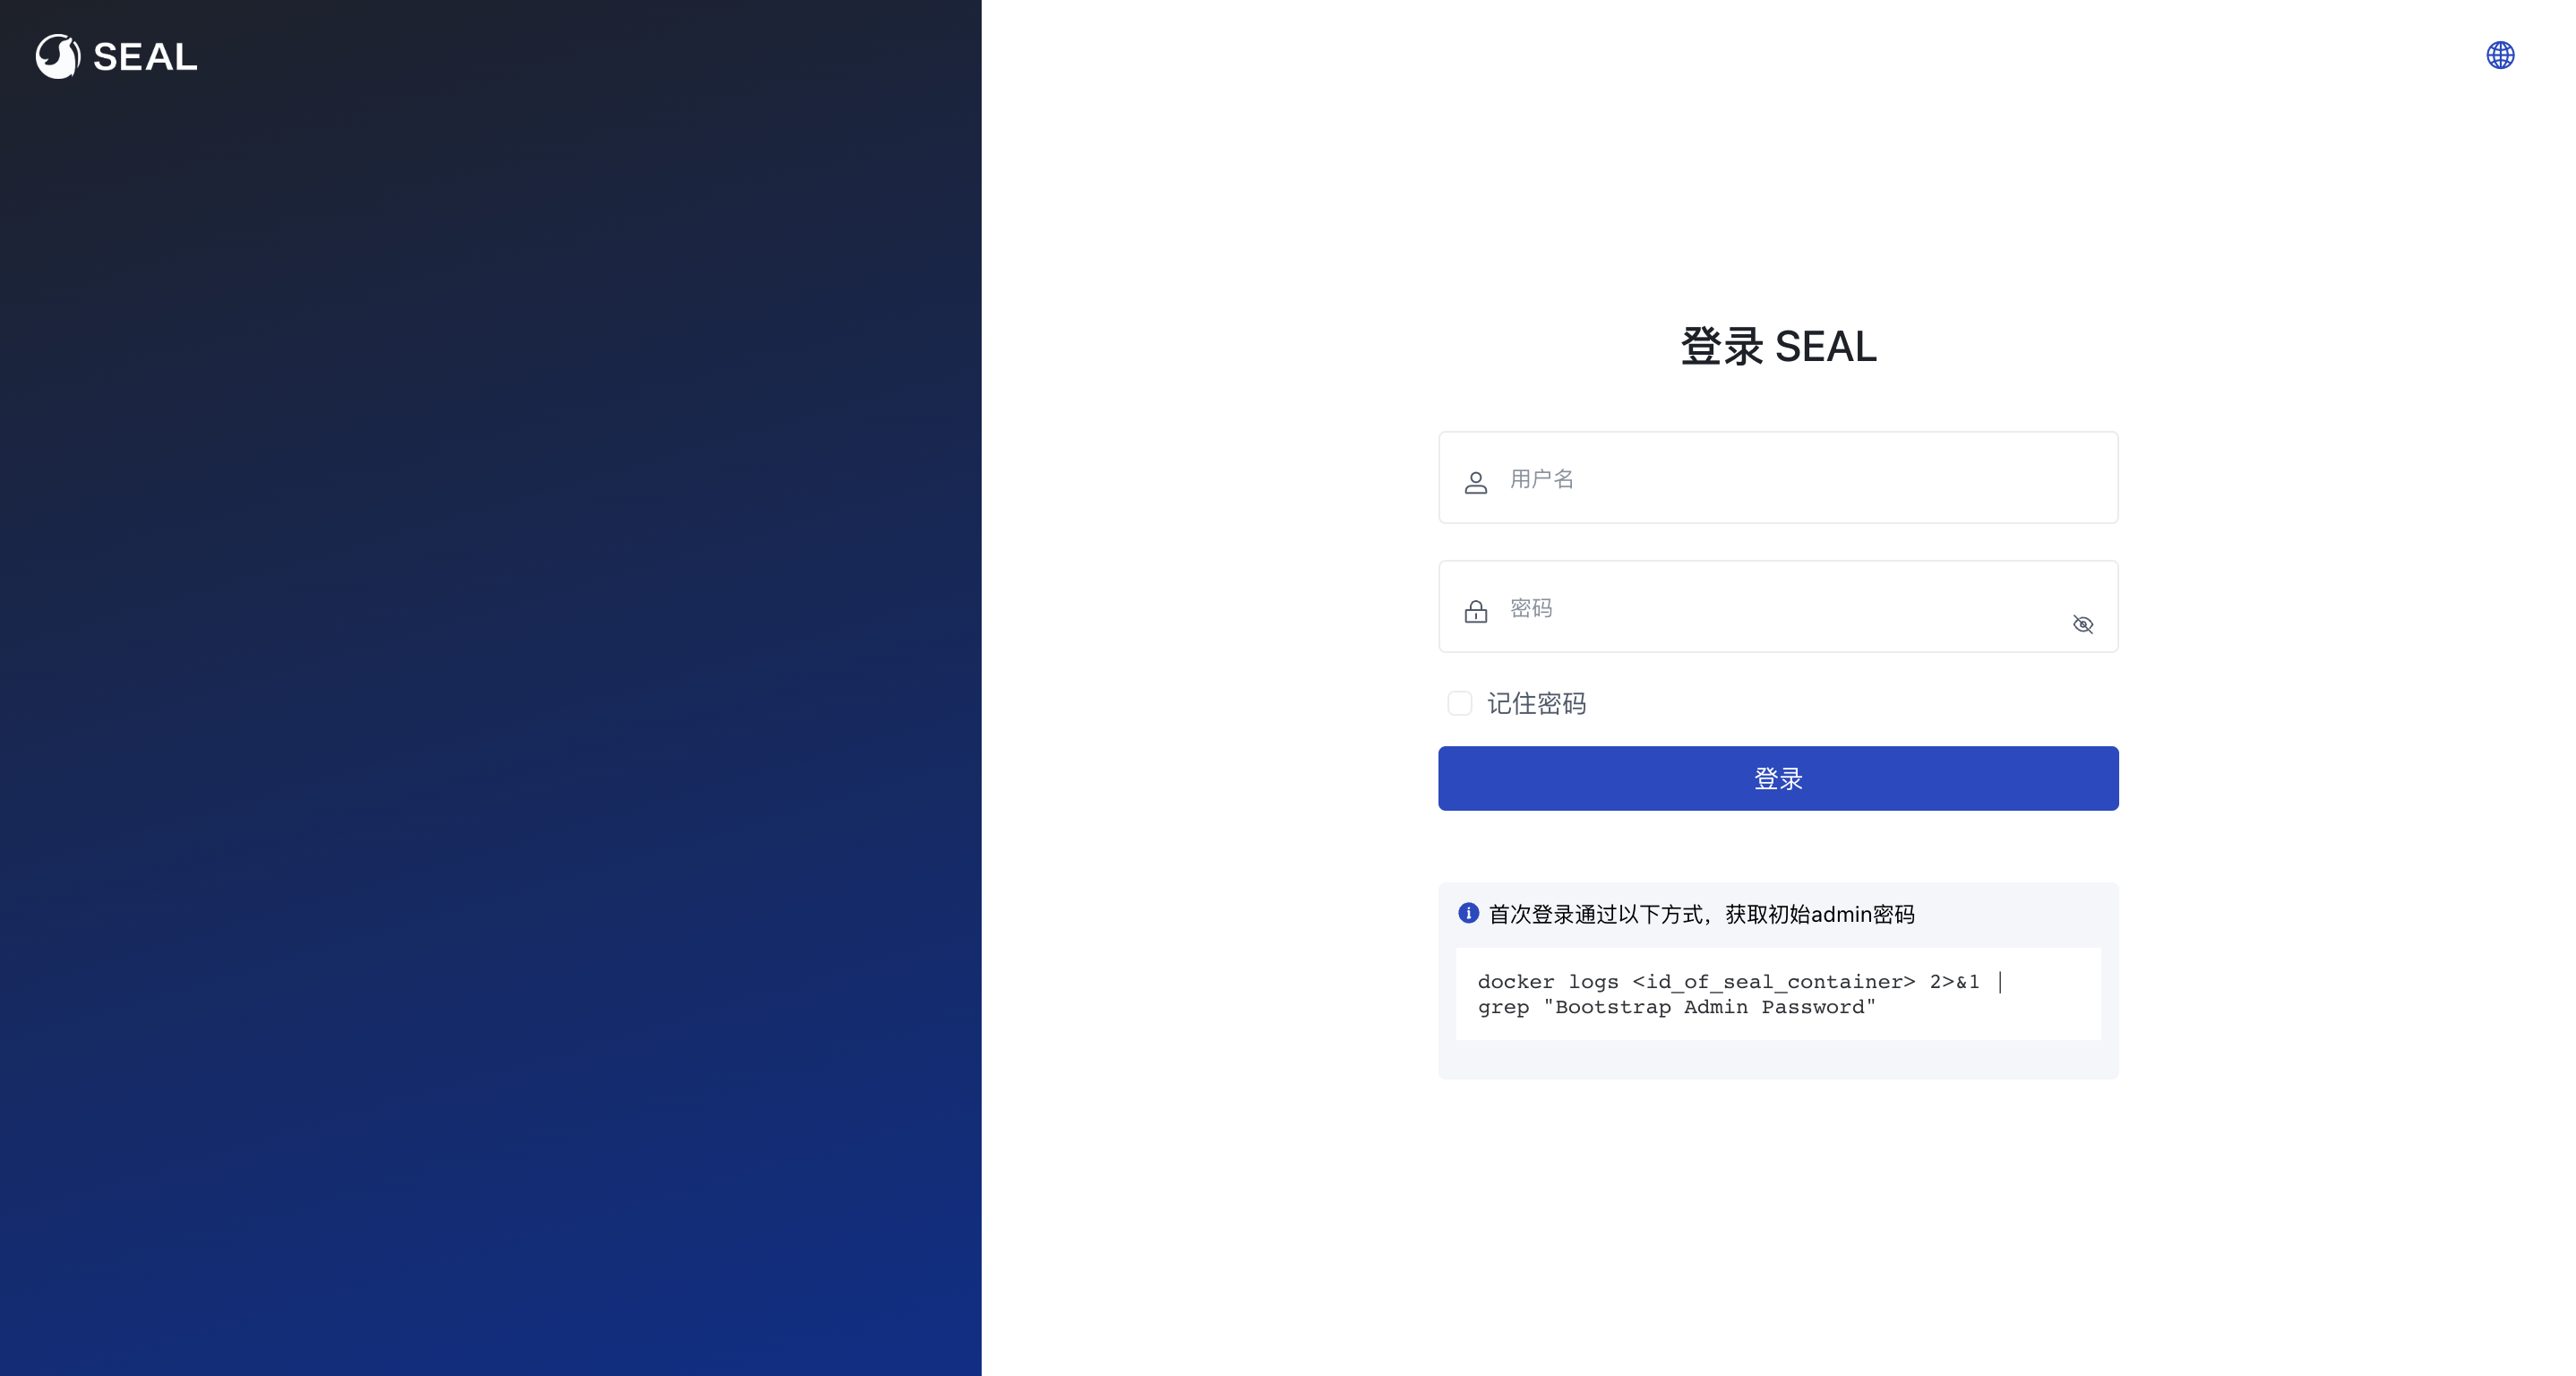 SEAL
登录 SEAL
用户名
密码
记住密码
登录
首次登录通过以下方式，获取初始admin密码
docker logs <id_of_seal_container> 2>&1 |
grep "Bootstrap Admin Password"